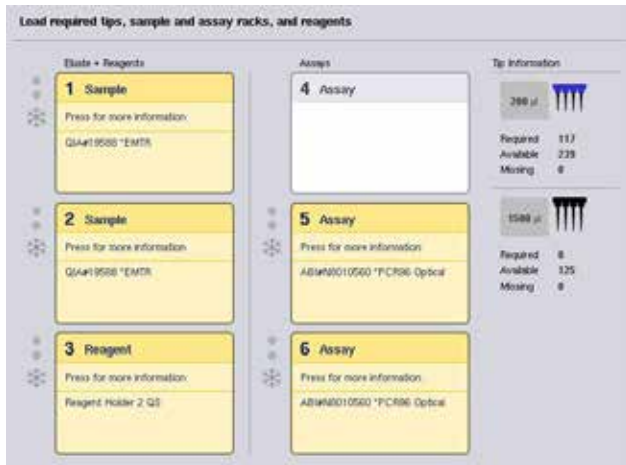 Load required tips, sample and assay racks, and reagents
Eluate + Reagents
Assays
Tip Information
1 Sample
Press for more information
QIA#19588 *EMTR
2 Sample
Press for more information
QIA#19588 *EMTR
3 Reagent
Press for more information
Reagent Holder 2 QS
4 Assay
5 Assay
Press for more information
ABI#N8010560 *PCR96 Optical
6 Assay
Press for more information
ABI#N8010560 *PCR96 Optical
200 µl
Required 117
Available 239
Missing 0
1500 µl
Required 8
Available 125
Missing 0